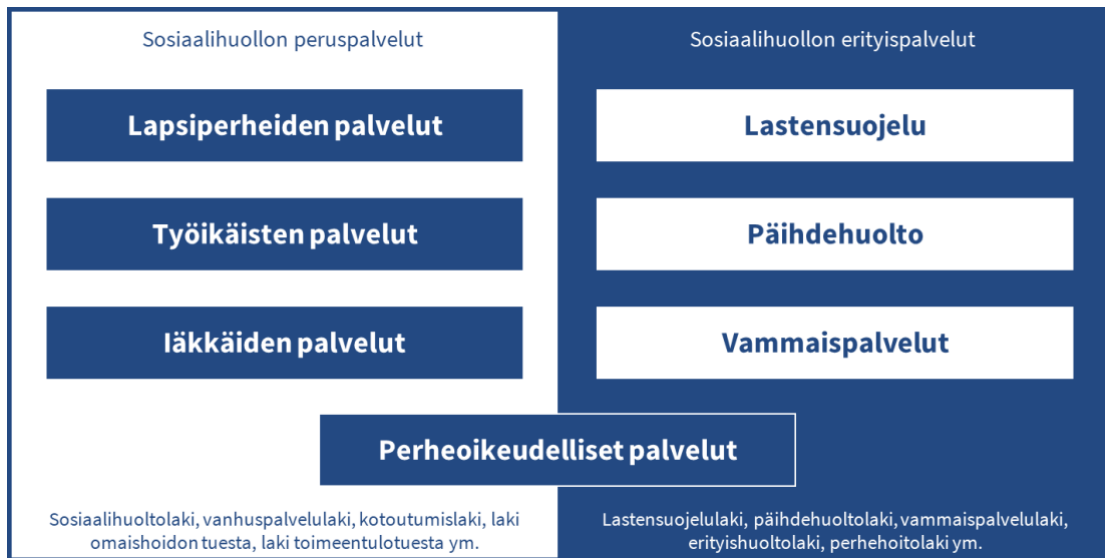 Sosiaalihuollon peruspalvelut
Lapsiperheiden palvelut
Työikäisten palvelut
Iäkkäiden palvelut
Sosiaalihuollon erityispalvelut
Lastensuojelu
Päihdehuolto
Vammaispalvelut
Perheoikeudelliset palvelut
Sosiaalihuoltolaki, vanhuspalvelulaki, kotoutumislaki, laki
omaishoidon tuesta, laki toimeentulotuesta ym.
Lastensuojelulaki, päihdehuoltolaki, vammaispalvelulaki,
erityishuoltolaki, perhehoitolaki ym.